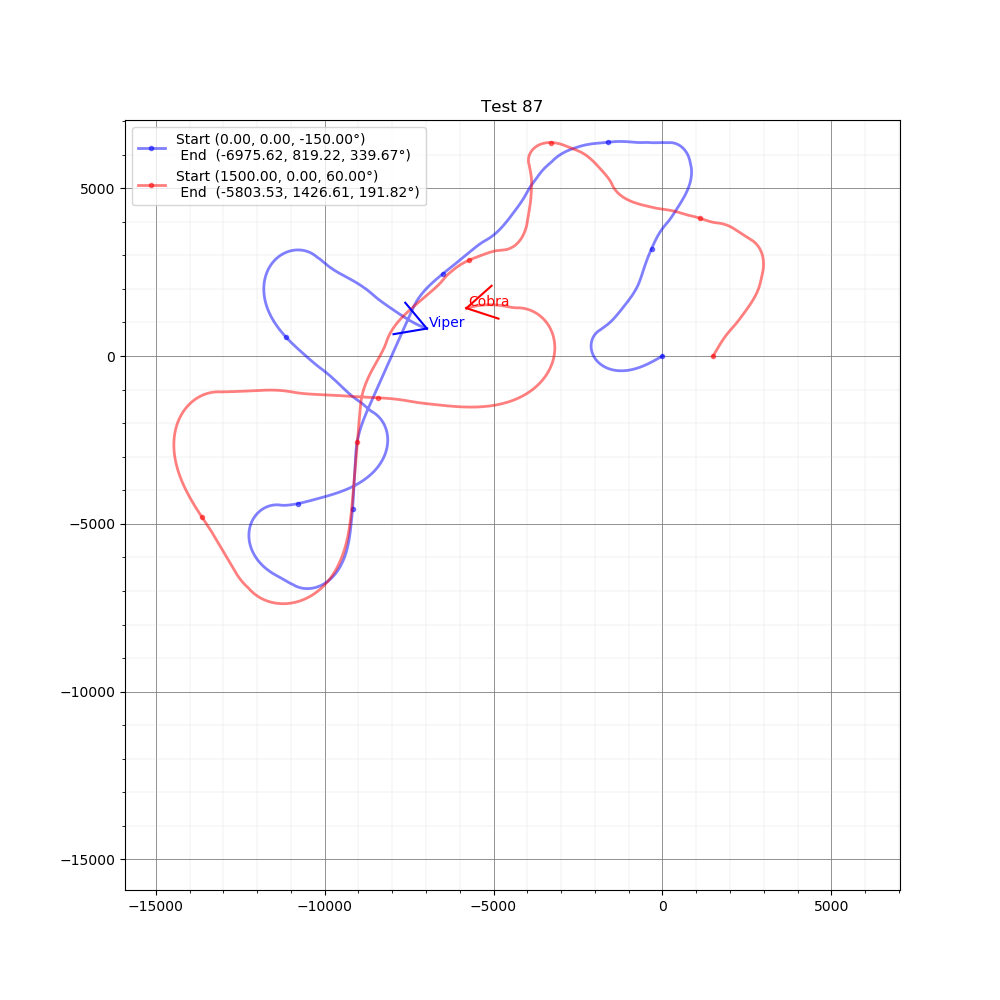 Test 87
Start (0.00, 0.00, -150.00°)
End  (-6975.62, 819.22, 339.67°)
Start (1500.00, 0.00, 60.00°)
End  (-5803.53, 1426.61, 191.82°)
Cobra
Viper
5000
0
−5000
−10000
−15000
−15000
−10000
−5000
0
5000